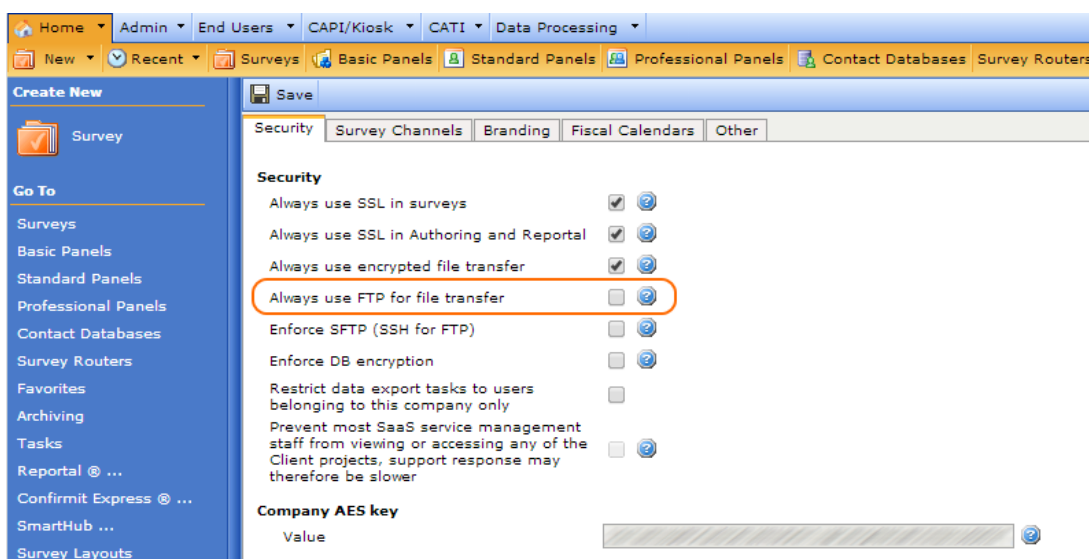 Home Admin End Users CAPI/Kiosk CATI Data Processing
New Recent Surveys Basic Panels Standard Panels Professional Panels Contact Databases Survey Routers
Create New
Save
Survey
Security Survey Channels Branding Fiscal Calendars Other
Go To
Surveys
Basic Panels
Standard Panels
Professional Panels
Contact Databases
Survey Routers
Favorites
Archiving
Tasks
Reportal ® ...
Confirmit Express ® ...
SmartHub ...
Survey Layouts
Security
Always use SSL in surveys
Always use SSL in Authoring and Reportal
Always use encrypted file transfer
Always use FTP for file transfer
Enforce SFTP (SSH for FTP)
Enforce DB encryption
Restrict data export tasks to users
belonging to this company only
Prevent most SaaS service management
staff from viewing or accessing any of the
Client projects, support response may
therefore be slower
Company AES key
Value